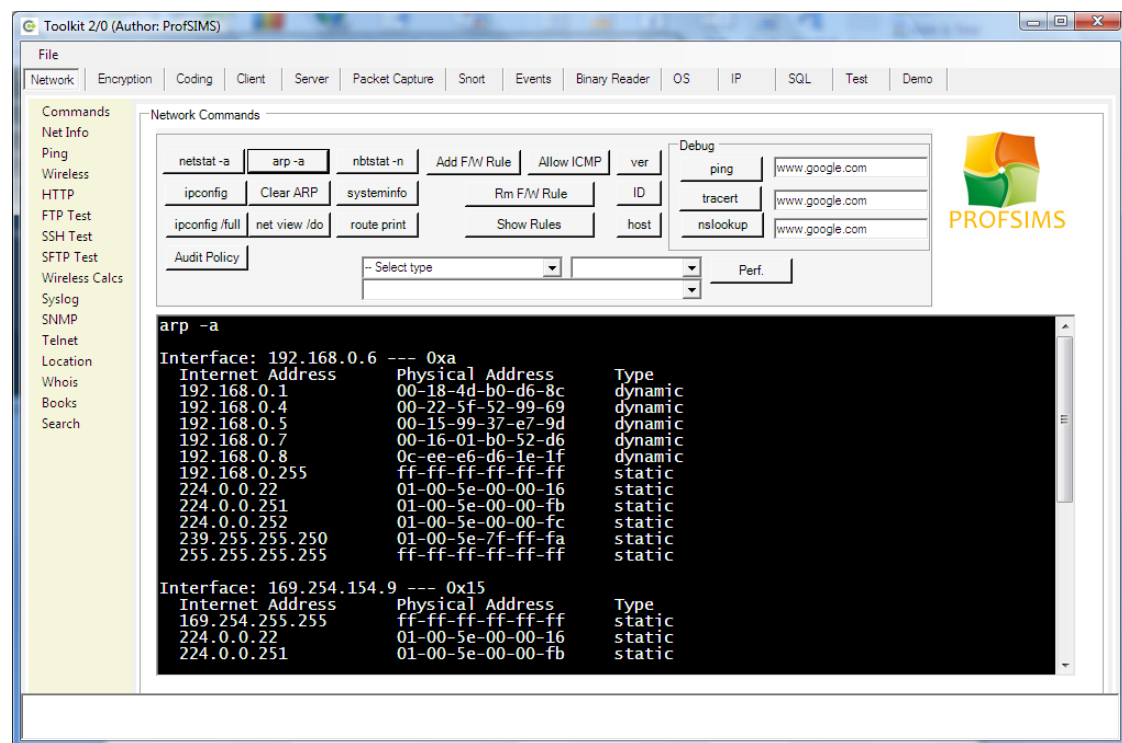 Toolkit 2/0 (Author: ProfSIMS)
File
Network Encryption Coding Client Server Packet Capture Snort Events Binary Reader OS IP SQL Test Demo
Commands
Net Info
Ping
Wireless
HTTP
FTP Test
SSH Test
SFTP Test
Wireless Calcs
Syslog
SNMP
Telnet
Location
Whois
Books
Search
Network Commands
netstat -a arp -a nbtstat -n Add F/W Rule Allow ICMP ver
ipconfig Clear ARP systeminfo Rm F/W Rule ID
ipconfig /full net view /do route print Show Rules host
Audit Policy
-- Select type
Perf.
Debug
ping www.google.com
tracert www.google.com
nslookup www.google.com
PROFSIMS
arp -a
Interface: 192.168.0.6 --- 0xa
Internet Address Physical Address Type
192.168.0.1 00-18-4d-b0-d6-8c dynamic
192.168.0.4 00-22-5f-52-99-69 dynamic
192.168.0.5 00-15-99-37-e7-9d dynamic
192.168.0.7 00-16-01-b0-52-d6 dynamic
192.168.0.8 0c-ee-e6-d6-1e-1f dynamic
192.168.0.255 ff-ff-ff-ff-ff-ff static
224.0.0.22 01-00-5e-00-00-16 static
224.0.0.251 01-00-5e-00-00-fb static
224.0.0.252 01-00-5e-00-00-fc static
239.255.255.250 01-00-5e-7f-ff-fa static
255.255.255.255 ff-ff-ff-ff-ff-ff static
Interface: 169.254.154.9 --- 0x15
Internet Address Physical Address Type
169.254.255.255 ff-ff-ff-ff-ff-ff static
224.0.0.22 01-00-5e-00-00-16 static
224.0.0.251 01-00-5e-00-00-fb static